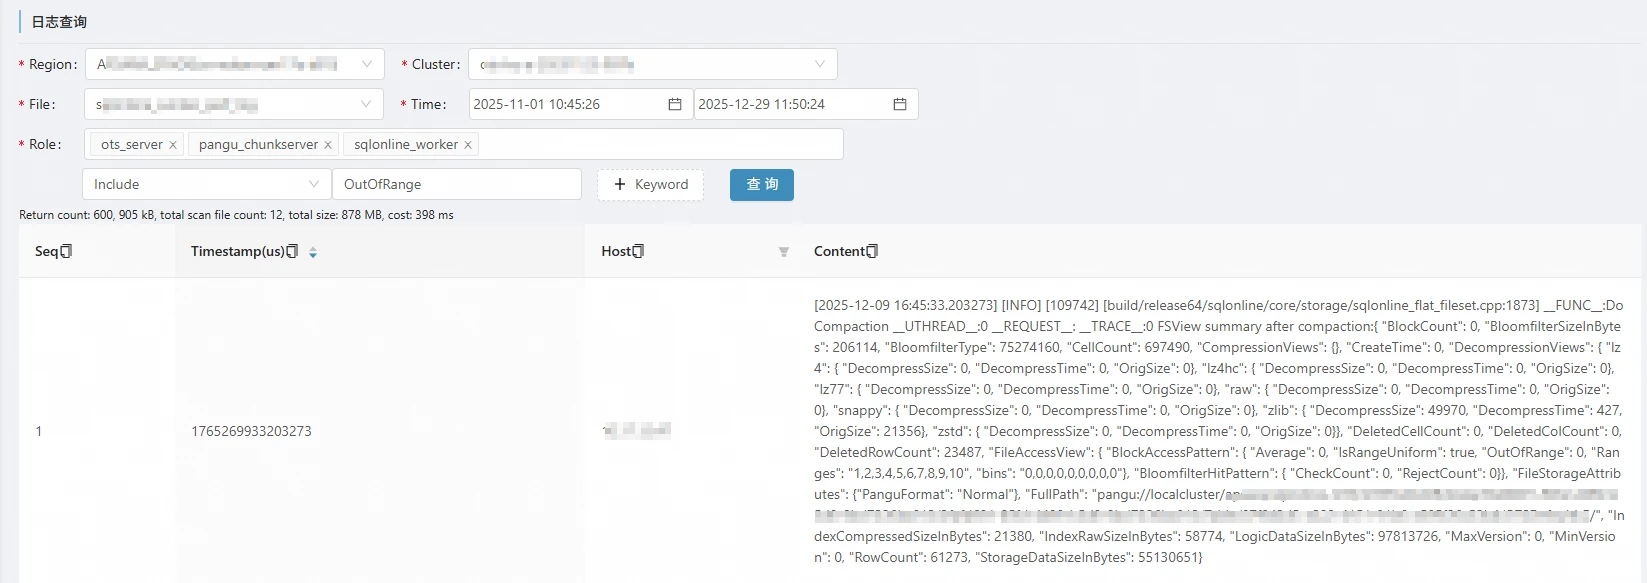 日志查询
* Region:
* Cluster:
* File:
* Time: 2025-11-01 10:45:26 2025-12-29 11:50:24
* Role: ots_server × pangu_chunkserver × sqlonline_worker ×
Include OutOfRange + Keyword 查 询
Return count: 600, 905 kB, total scan file count: 12, total size: 878 MB, cost: 398 ms
Seq Timestamp(us) Host Content
[2025-12-09 16:45:33.203273] [INFO] [109742] [build/release64/sqlonline/core/storage/sqlonline_flat_fileset.cpp:1873] __FUNC__:Do
Compaction __UTHREAD__:0 __REQUEST__: __TRACE__:0 FSView summary after compaction:{ "BlockCount": 0, "BloomfilterSizeInByte
s": 206114, "BloomfilterType": 75274160, "CellCount": 697490, "CompressionViews": {}, "CreateTime": 0, "DecompressionViews": { "lz
4": { "DecompressSize": 0, "DecompressTime": 0, "OrigSize": 0}, "lz4hc": { "DecompressSize": 0, "DecompressTime": 0, "OrigSize": 0},
"lz77": { "DecompressSize": 0, "DecompressTime": 0, "OrigSize": 0}, "raw": { "DecompressSize": 0, "DecompressTime": 0, "OrigSize":
0}, "snappy": { "DecompressSize": 0, "DecompressTime": 0, "OrigSize": 0}, "zlib": { "DecompressSize": 49970, "DecompressTime": 427,
"OrigSize": 21356}, "zstd": { "DecompressSize": 0, "DecompressTime": 0, "OrigSize": 0}}, "DeletedCellCount": 0, "DeletedColCount": 0,
1 1765269933203273
"DeletedRowCount": 23487, "FileAccessView": { "BlockAccessPattern": { "Average": 0, "IsRangeUniform": true, "OutOfRange": 0, "Ran
ges": "1,2,3,4,5,6,7,8,9,10", "bins": "0,0,0,0,0,0,0,0,0"}, "BloomfilterHitPattern": { "CheckCount": 0, "RejectCount": 0}}, "FileStorageAttri
butes": {"PanguFormat": "Normal"}, "FullPath": "pangu://localcluster/
/", "In
dexCompressedSizeInBytes": 21380, "IndexRawSizeInBytes": 58774, "LogicDataSizeInBytes": 97813726, "MaxVersion": 0, "MinVersio
n": 0, "RowCount": 61273, "StorageDataSizeInBytes": 55130651}